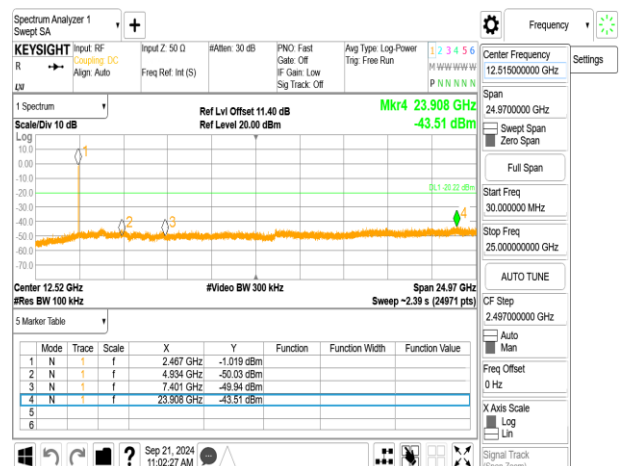 Spectrum Analyzer 1
Swept SA
Frequency
KEYSIGHT Input: RF Input Z: 50 Ω #Atten: 30 dB PNO: Fast Avg Type: Log-Power 1 2 3 4 5 6
R Coupling: DC Gate: Off Trig: Free Run M W W W W W
Align: Auto Freq Ref: Int (S) IF Gain: Low
Sig Track: Off P N N N N N
Center Frequency
12.515000000 GHz
Settings
1 Spectrum
Scale/Div 10 dB
Ref Lvl Offset 11.40 dB
Ref Level 20.00 dBm
Mkr4 23.908 GHz
-43.51 dBm
Log
10.0
0.00
-10.0
-20.0
-30.0
-40.0
-50.0
-60.0
-70.0
1
2
3
4
DL1 -20.22 dBm
Center 12.52 GHz #Video BW 300 kHz Span 24.97 GHz
#Res BW 100 kHz Sweep ~2.39 s (24971 pts)
Span
24.9700000 GHz
Swept Span
Zero Span
Full Span
Start Freq
30.000000 MHz
Stop Freq
25.000000000 GHz
AUTO TUNE
CF Step
2.497000000 GHz
Auto
Man
Freq Offset
0 Hz
X Axis Scale
Log
Lin
Signal Track
(Span Zoom)
5 Marker Table
Mode Trace Scale X Y Function Function Width Function Value
1 N 1 f 2.467 GHz -1.019 dBm
2 N 1 f 4.934 GHz -50.03 dBm
3 N 1 f 7.401 GHz -49.94 dBm
4 N 1 f 23.908 GHz -43.51 dBm
5
6
Sep 21, 2024
11:02:27 AM